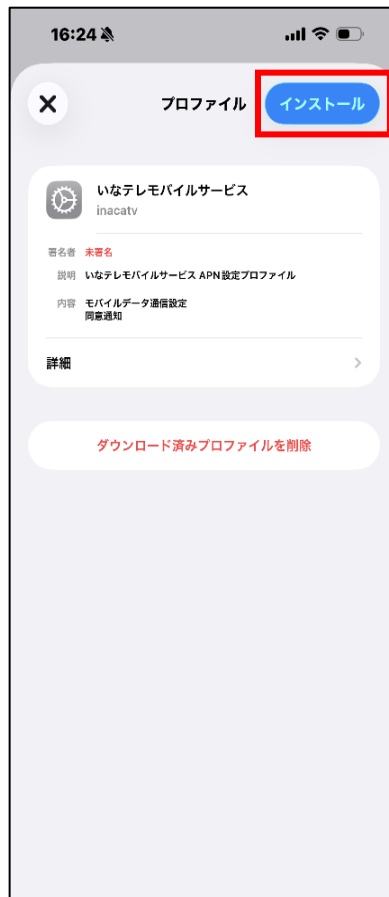 16:24
プロファイル
インストール
いなテレモバイルサービス
inacatv
署名者 未署名
説明 いなテレモバイルサービス APN設定プロファイル
内容 モバイルデータ通信設定
同意通知
詳細
ダウンロード済みプロファイルを削除